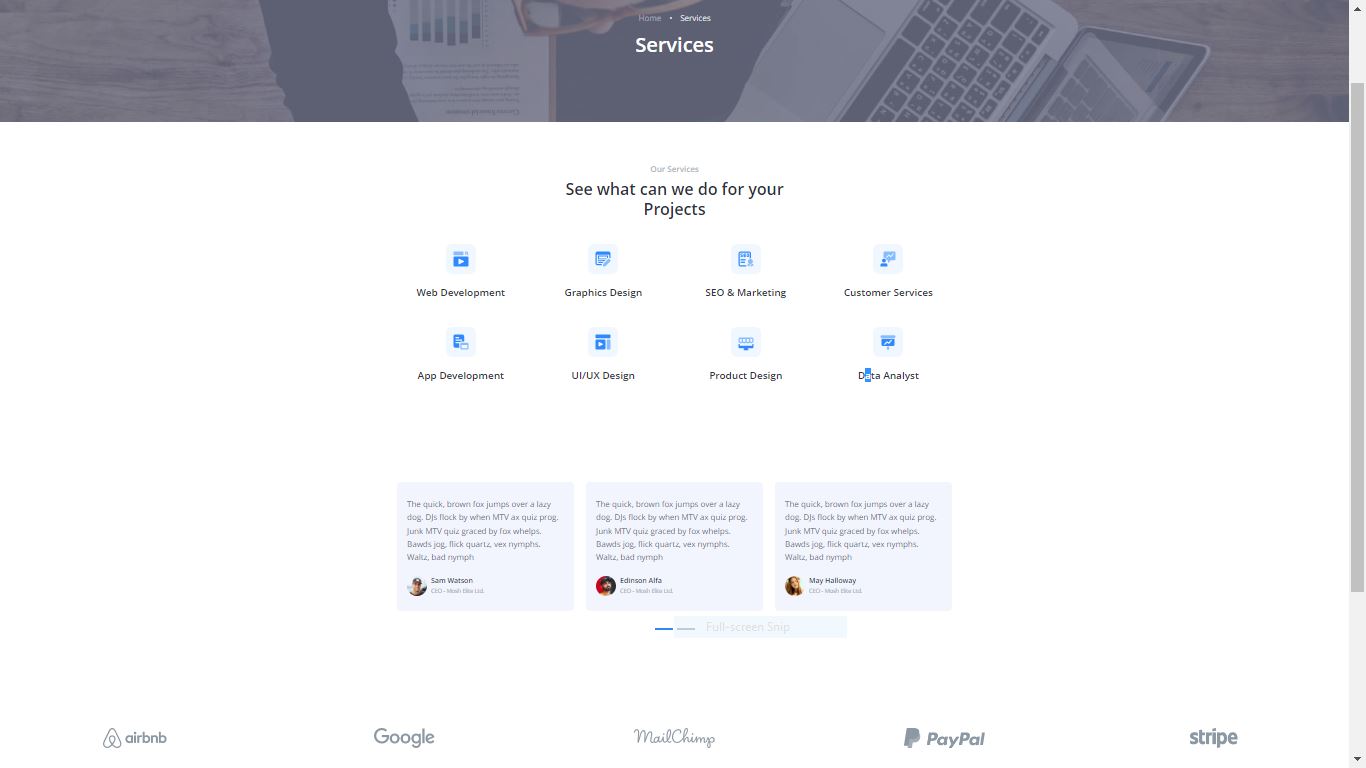 Home • Services
Services
Our Services
See what can we do for your
Projects
Web Development
Graphics Design
SEO & Marketing
Customer Services
App Development
UI/UX Design
Product Design
Data Analyst
The quick, brown fox jumps over a lazy
dog. DJs flock by when MTV ax quiz prog.
Junk MTV quiz graced by fox whelps.
Bawds jog, flick quartz, vex nymphs.
Waltz, bad nymph
Sam Watson
CEO - Mosh Elite Ltd.
The quick, brown fox jumps over a lazy
dog. DJs flock by when MTV ax quiz prog.
Junk MTV quiz graced by fox whelps.
Bawds jog, flick quartz, vex nymphs.
Waltz, bad nymph
Edinson Alfa
CEO - Mosh Elite Ltd.
The quick, brown fox jumps over a lazy
dog. DJs flock by when MTV ax quiz prog.
Junk MTV quiz graced by fox whelps.
Bawds jog, flick quartz, vex nymphs.
Waltz, bad nymph
May Halloway
CEO - Mosh Elite Ltd.
Full-screen Snip
airbnb
Google
MailChimp
PayPal
stripe